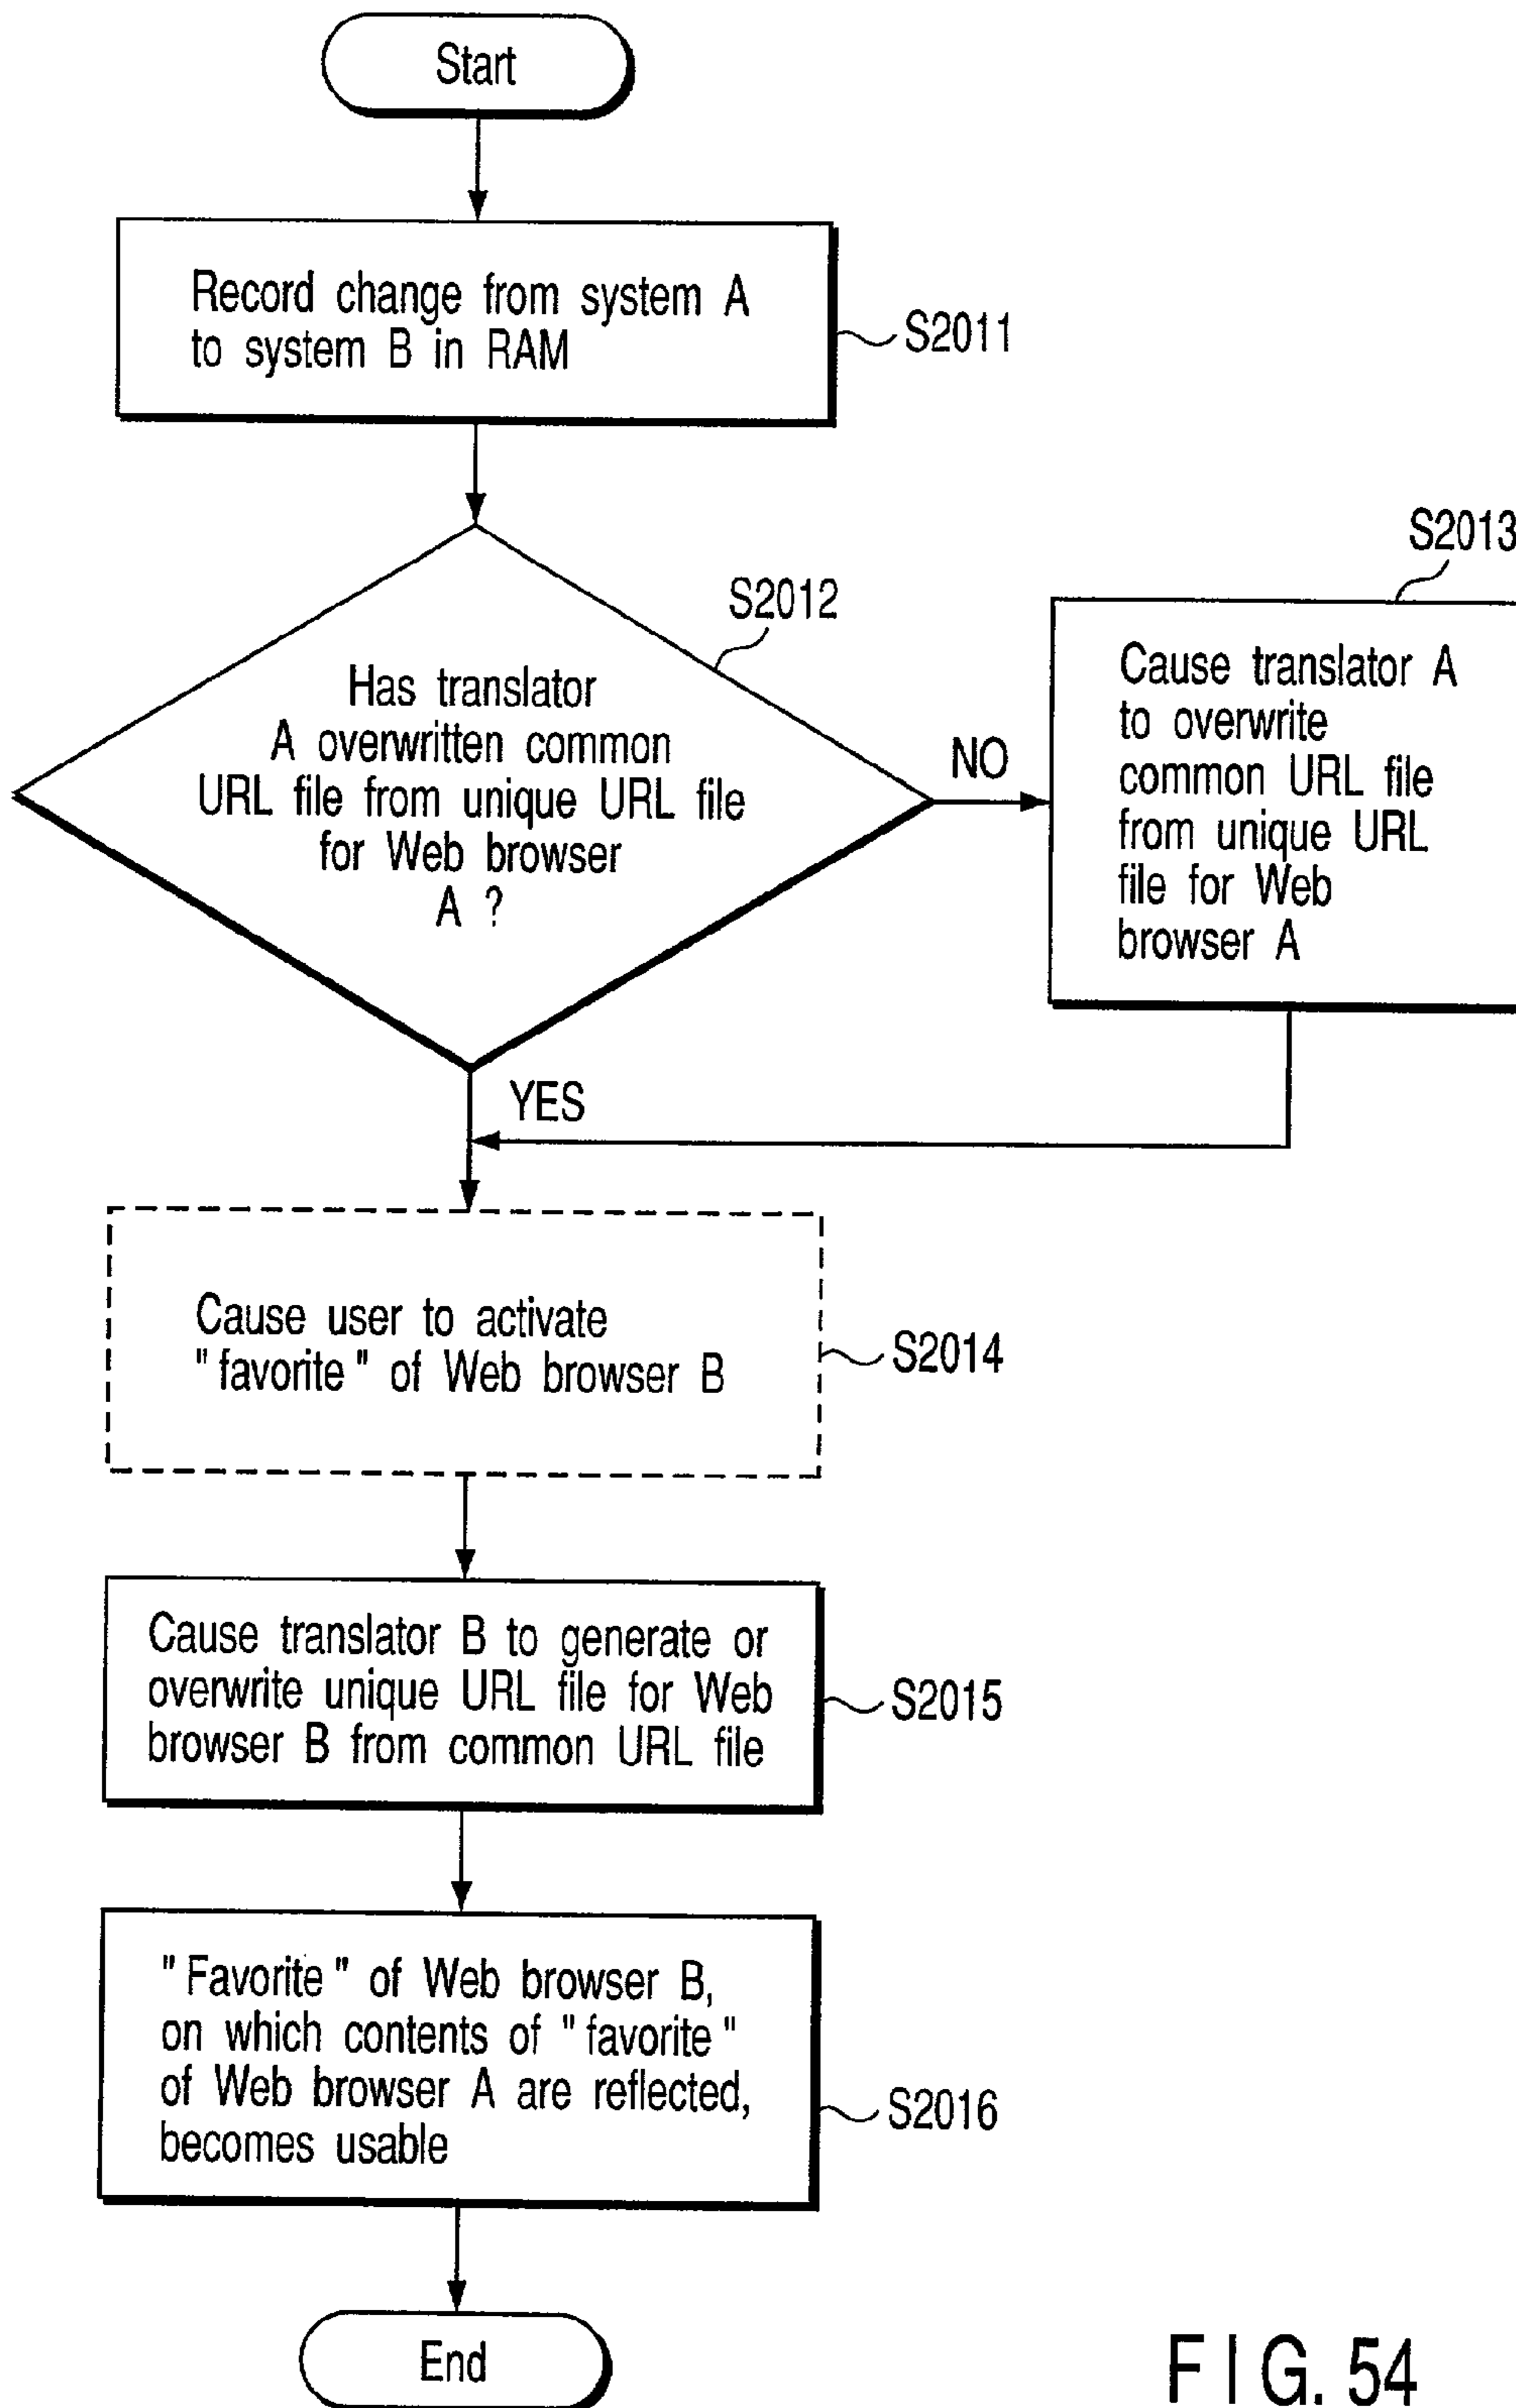 Start
Record change from system A
to system B in RAM
S2011
S2012
Has translator
A overwritten common
URL file from unique URL file
for Web browser
A ?
NO
S2013
Cause translator A
to overwrite
common URL file
from unique URL
file for Web
browser A
YES
Cause user to activate
"favorite" of Web browser B
S2014
Cause translator B to generate or
overwrite unique URL file for Web
browser B from common URL file
S2015
"Favorite" of Web browser B,
on which contents of "favorite"
of Web browser A are reflected,
becomes usable
S2016
End
FIG. 54